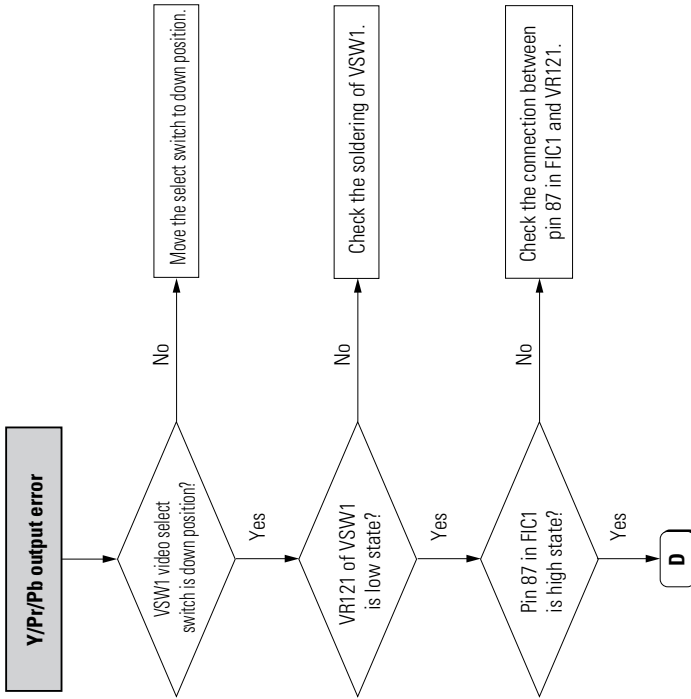 Y/Pr/Pb output error
VSW1 video select
switch is down position?
No
Move the select switch to down position.
Yes
VR121 of VSW1
is low state?
No
Check the soldering of VSW1.
Yes
Pin 87 in FIC1
is high state?
No
Check the connection between
pin 87 in FIC1 and VR121.
Yes
D